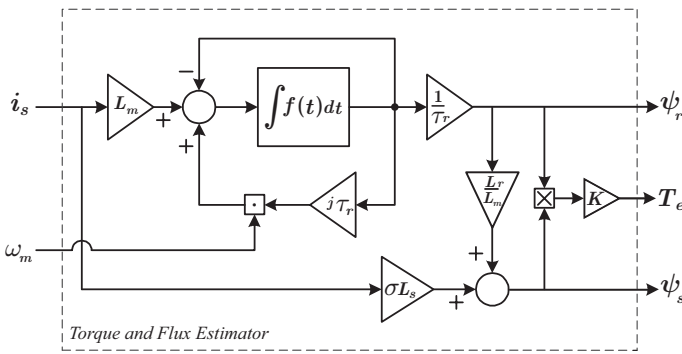 i_s
L_m
−
+
+
∫f(t)dt
1/τ_r
ψ_r
jτ_r
·
ω_m
L_r/L_m
×
K
T_e
σL_s
+
+
ψ_s
Torque and Flux Estimator